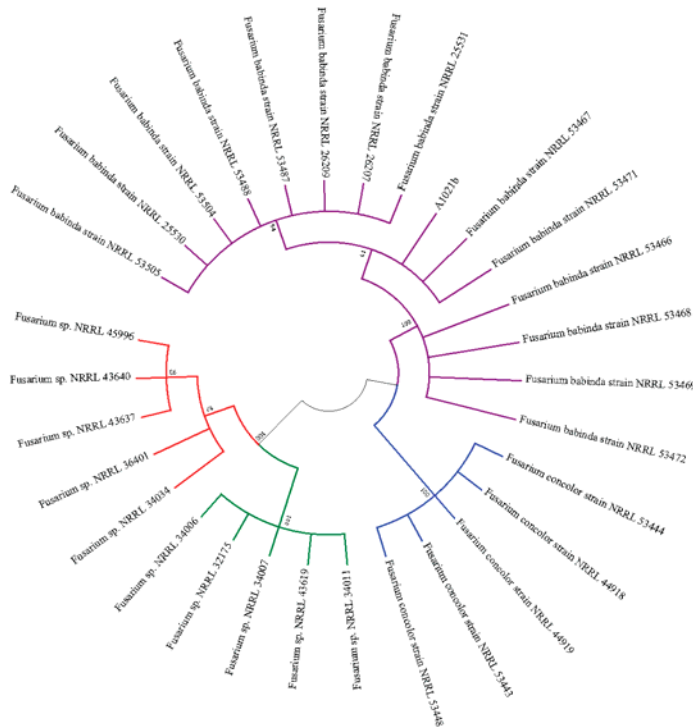 Fusarium babinda strain NRRL 53505
Fusarium babinda strain NRRL 25530
Fusarium babinda strain NRRL 53504
Fusarium babinda strain NRRL 53488
Fusarium babinda strain NRRL 53487
Fusarium babinda strain NRRL 26209
Fusarium babinda strain NRRL 26207
Fusarium babinda strain NRRL 25531
A1021b
Fusarium babinda strain NRRL 53467
Fusarium babinda strain NRRL 53471
Fusarium babinda strain NRRL 53466
Fusarium babinda strain NRRL 53468
Fusarium babinda strain NRRL 53469
Fusarium babinda strain NRRL 53472
Fusarium concolor strain NRRL 53444
Fusarium concolor strain NRRL 44918
Fusarium concolor strain NRRL 44919
Fusarium concolor strain NRRL 53443
Fusarium concolor strain NRRL 53448
Fusarium sp. NRRL 34011
Fusarium sp. NRRL 43619
Fusarium sp. NRRL 34007
Fusarium sp. NRRL 32175
Fusarium sp. NRRL 34006
Fusarium sp. NRRL 34034
Fusarium sp. NRRL 36401
Fusarium sp. NRRL 43637
Fusarium sp. NRRL 43640
Fusarium sp. NRRL 45996
100